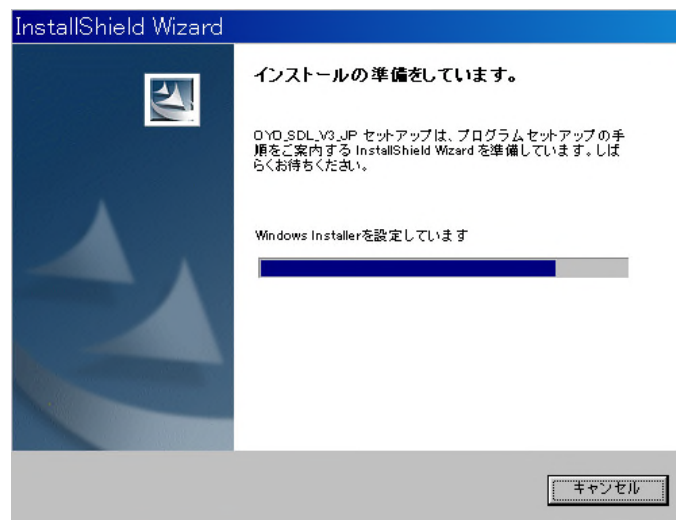 InstallShield Wizard
インストールの準備をしています。
OYO_SDL_V3_JP セットアップは、プログラム セットアップの手
順をご案内する InstallShield Wizard を準備しています。しば
らくお待ちください。
Windows Installerを設定しています
キャンセル